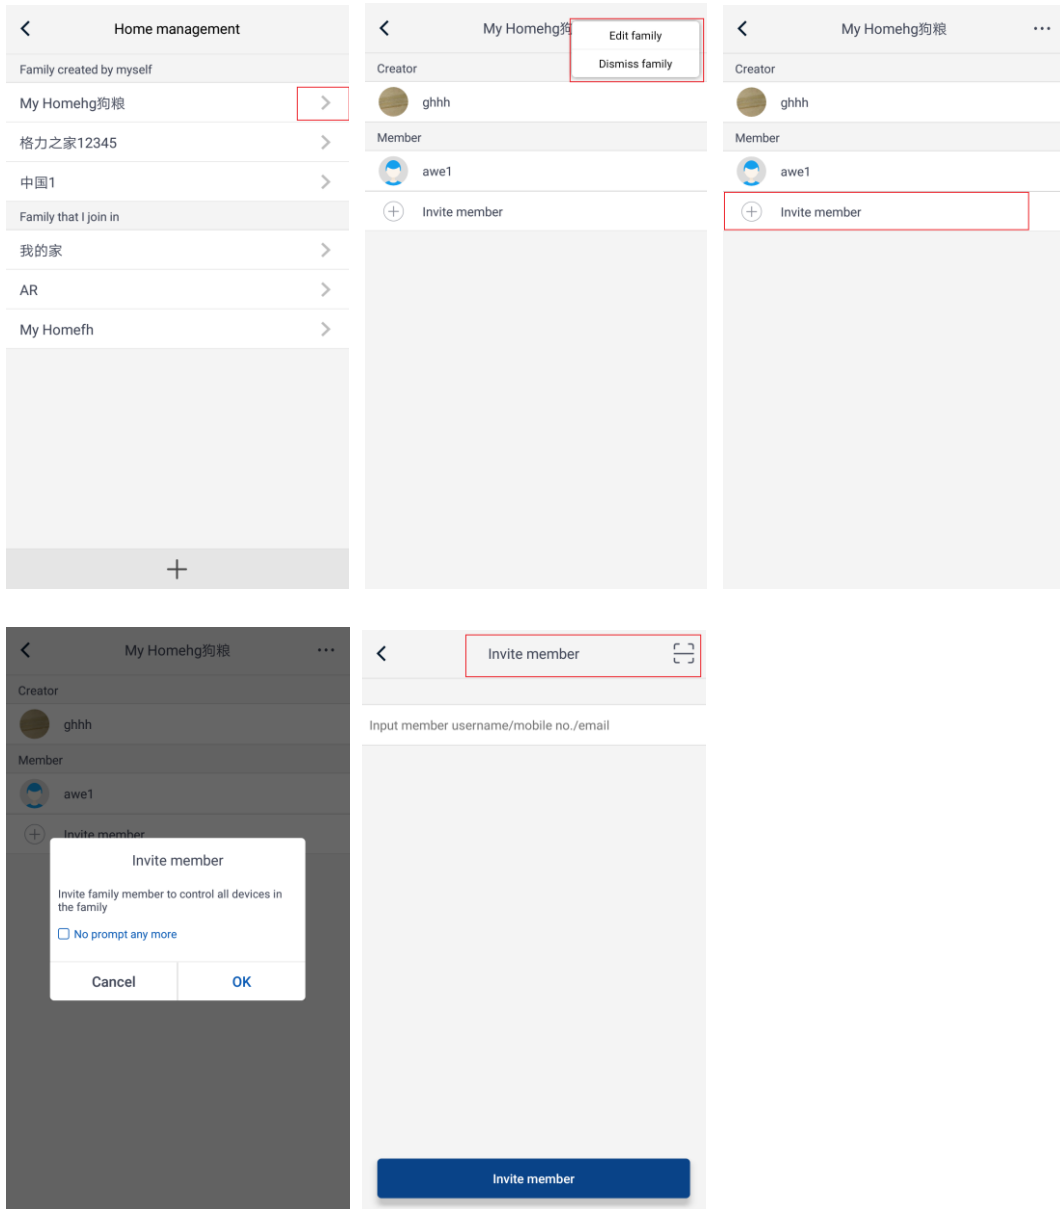 Home management
Family created by myself
My Homehg狗粮
格力之家12345
中国1
Family that I join in
我的家
AR
My Homefh
My Homehg狗
Edit family
Dismiss family
Creator
ghhh
Member
awe1
Invite member
My Homehg狗粮
Creator
ghhh
Member
awe1
Invite member
My Homehg狗粮
Creator
ghhh
Member
awe1
Invite member
Invite member
Invite family member to control all devices in
the family
No prompt any more
Cancel OK
Invite member
Input member username/mobile no./email
Invite member